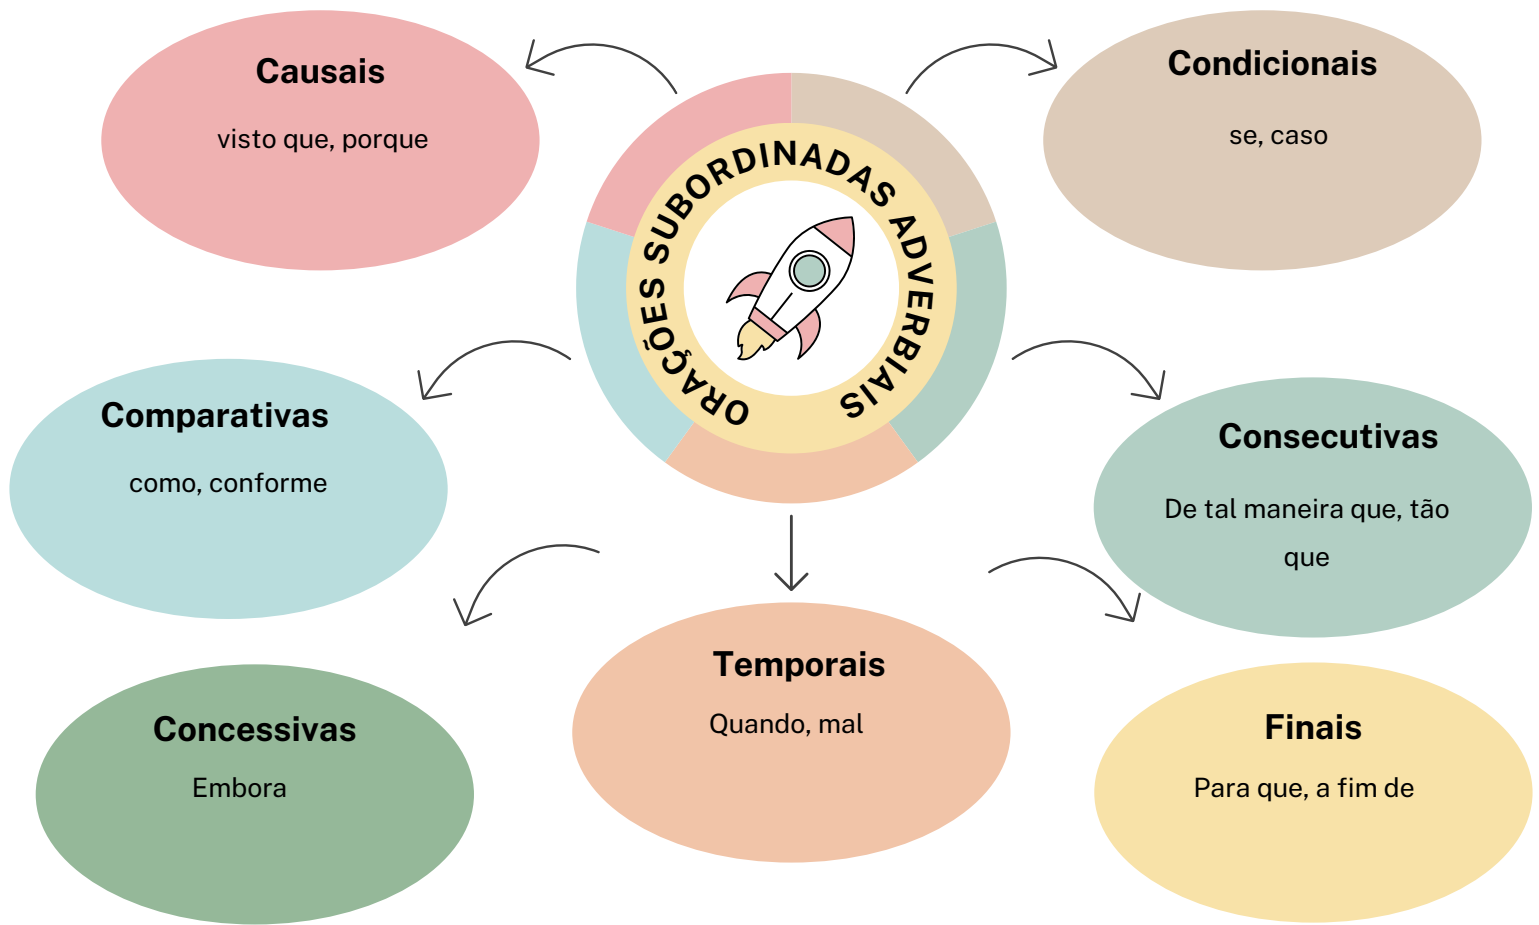 ORAÇÕES SUBORDINADAS ADVERBIAIS
Causais
visto que, porque
Condicionais
se, caso
Comparativas
como, conforme
Consecutivas
De tal maneira que, tão
que
Concessivas
Embora
Temporais
Quando, mal
Finais
Para que, a fim de